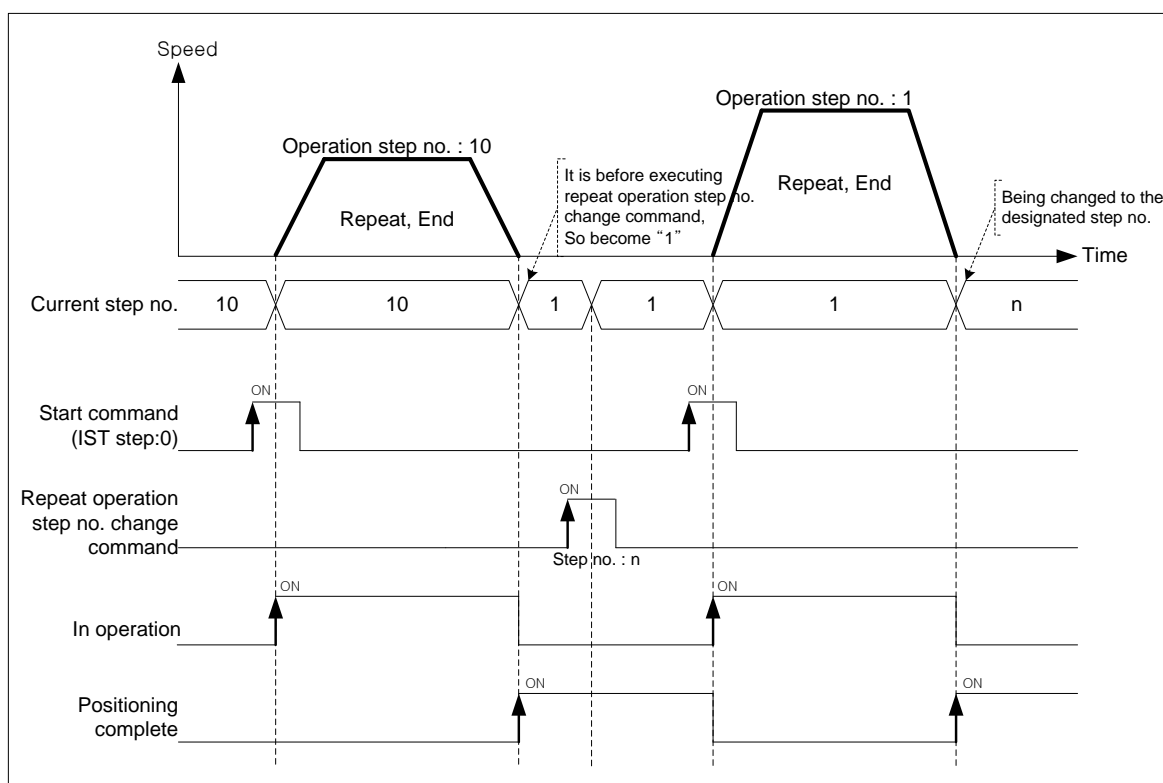 Speed
Operation step no. : 1
Operation step no. : 10
It is before executing
repeat operation step no.
change command,
So become “1”
Being changed to the
designated step no.
Repeat, End
Repeat, End
Time
Current step no.
10
10
1
1
1
n
ON
ON
Start command
(IST step:0)
ON
Repeat operation
step no. change
command
Step no. : n
ON
ON
In operation
ON
ON
Positioning
complete